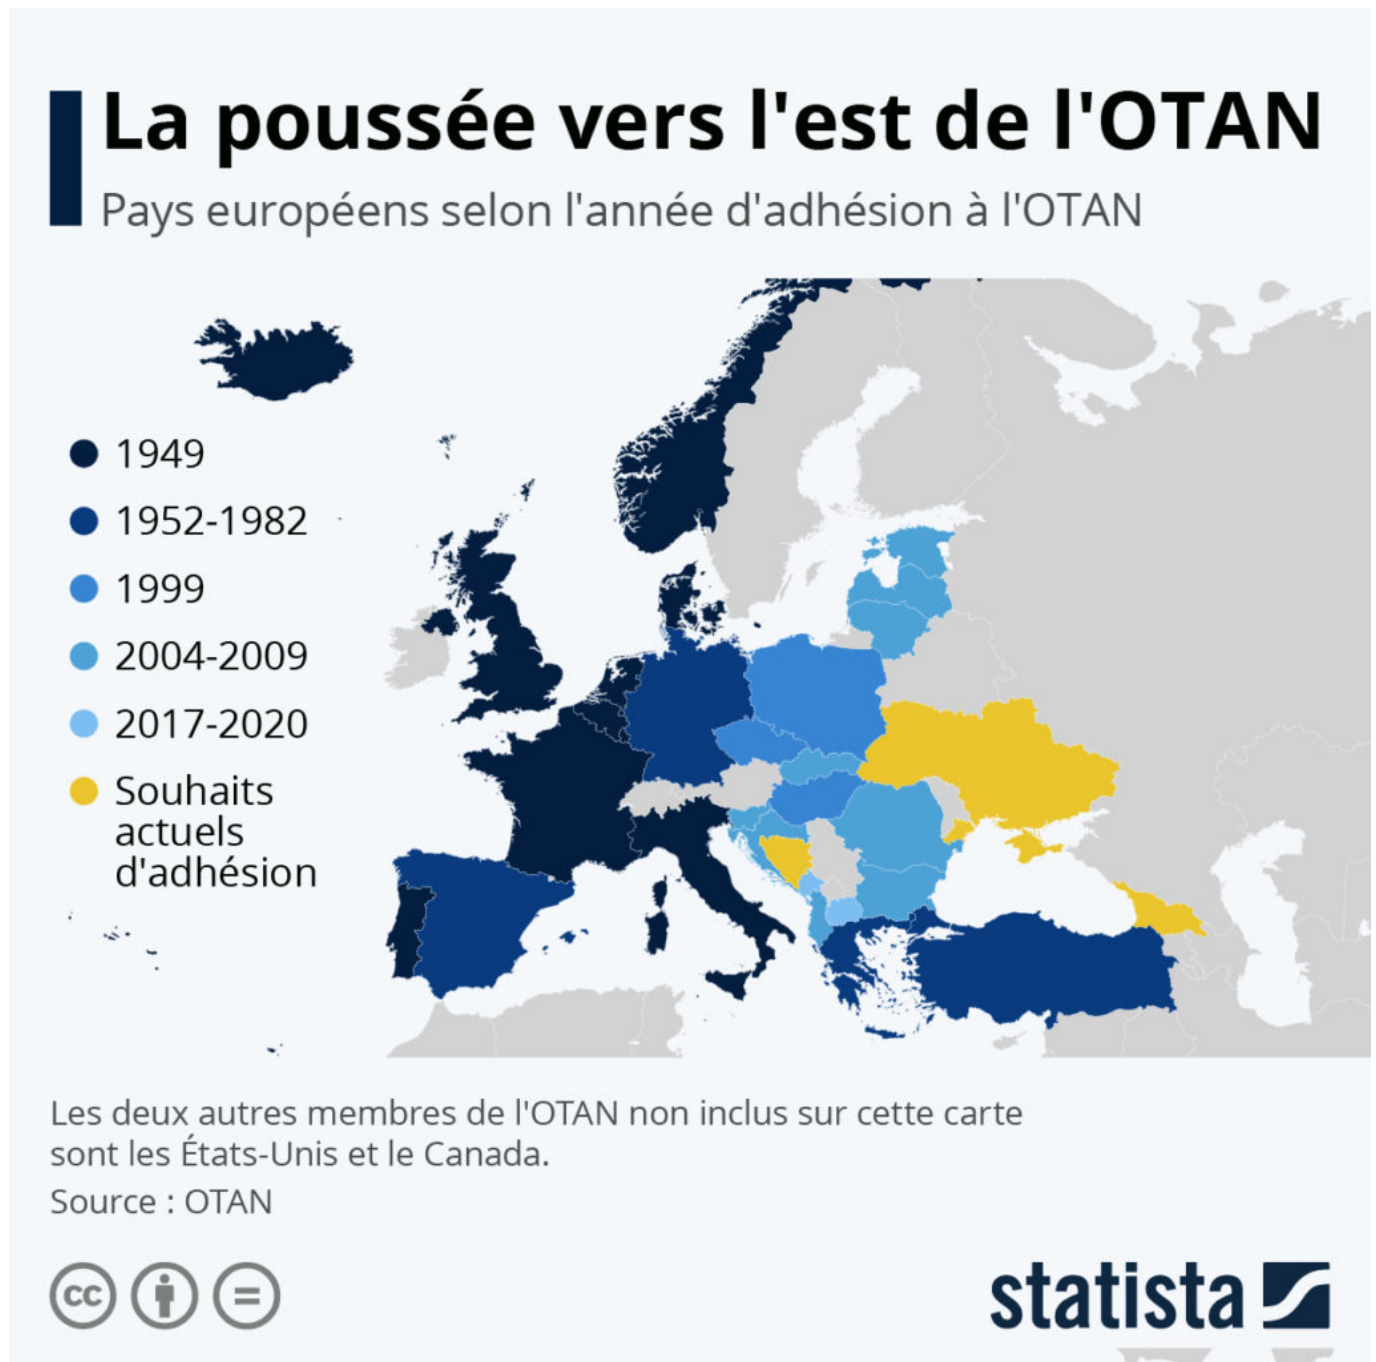 La poussée vers l'est de l'OTAN
Pays européens selon l'année d'adhésion à l'OTAN
1949
1952-1982
1999
2004-2009
2017-2020
Souhaits
actuels
d'adhésion
Les deux autres membres de l'OTAN non inclus sur cette carte
sont les États-Unis et le Canada.
Source : OTAN
cc
statista